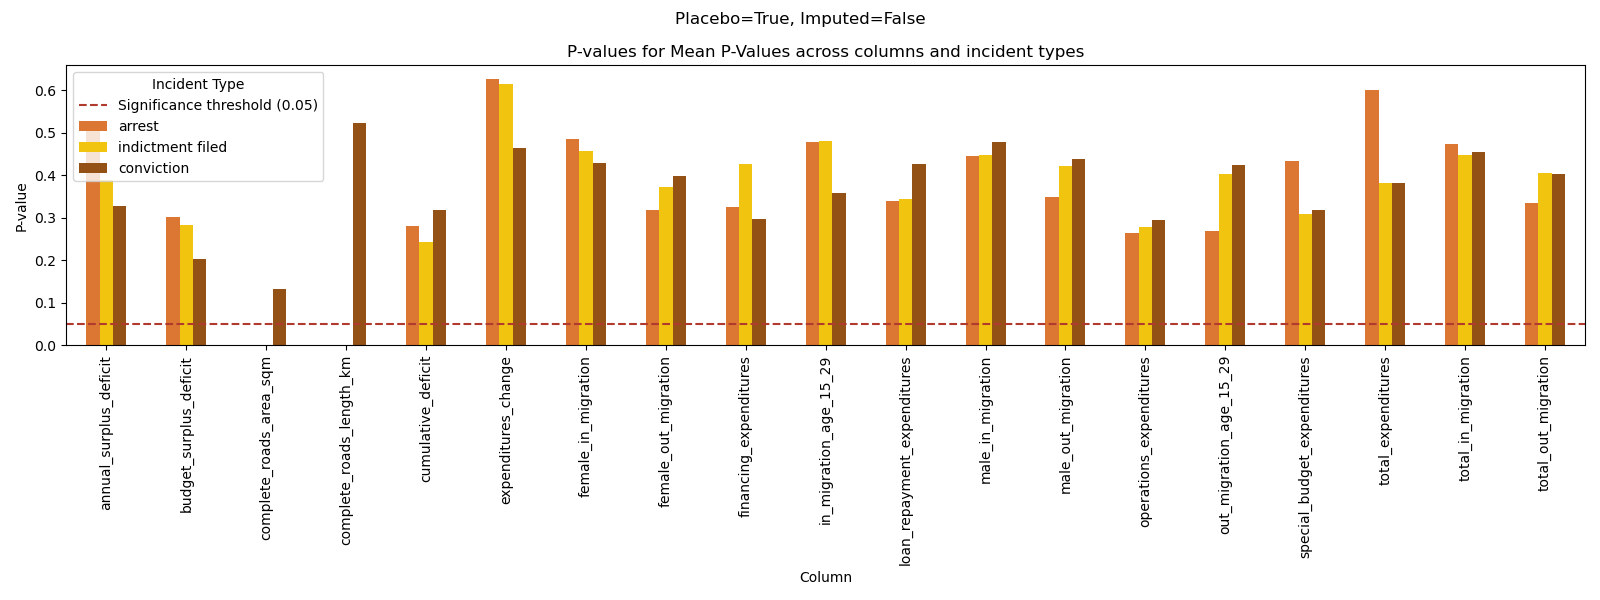 Placebo=True, Imputed=False
P-values for Mean P-Values across columns and incident types
Incident Type
Significance threshold (0.05)
arrest
indictment filed
conviction
P-value
0.6
0.5
0.4
0.3
0.2
0.1
0.0
annual_surplus_deficit
budget_surplus_deficit
complete_roads_area_sqm
complete_roads_length_km
cumulative_deficit
expenditures_change
female_in_migration
female_out_migration
financing_expenditures
in_migration_age_15_29
loan_repayment_expenditures
male_in_migration
male_out_migration
operations_expenditures
out_migration_age_15_29
special_budget_expenditures
total_expenditures
total_in_migration
total_out_migration
Column